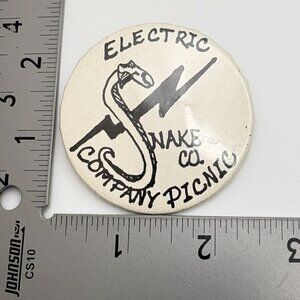 ELECTRIC
SNAKE
CO.
COMPANY PICNIC
4
3
2
1
JOHNSON
CS10
1
2
3